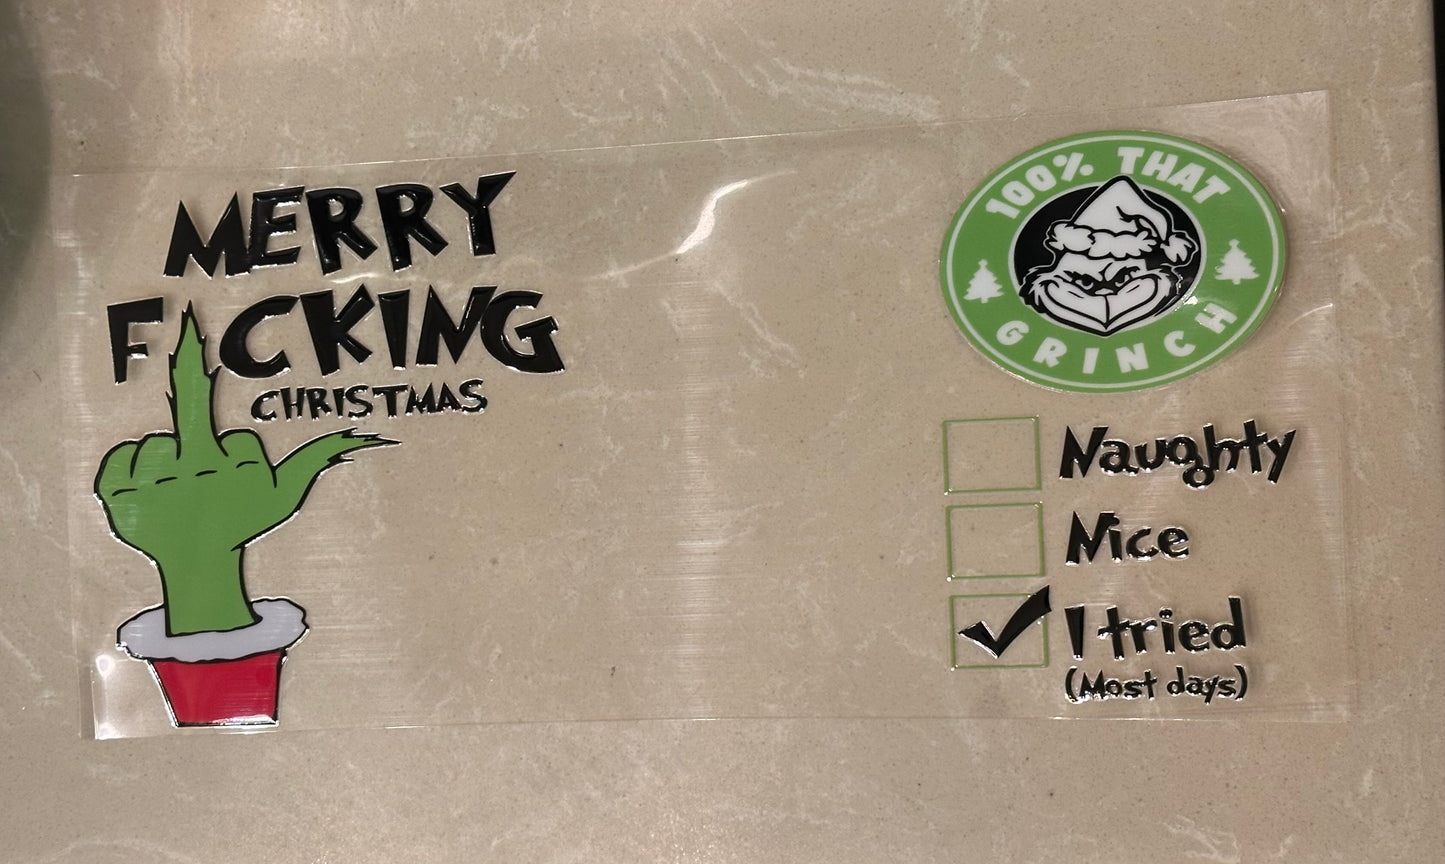 MERRY
F CKING
CHRISTMAS
100% THAT
GRINCH
Naughty
Nice
I tried
(Most days)